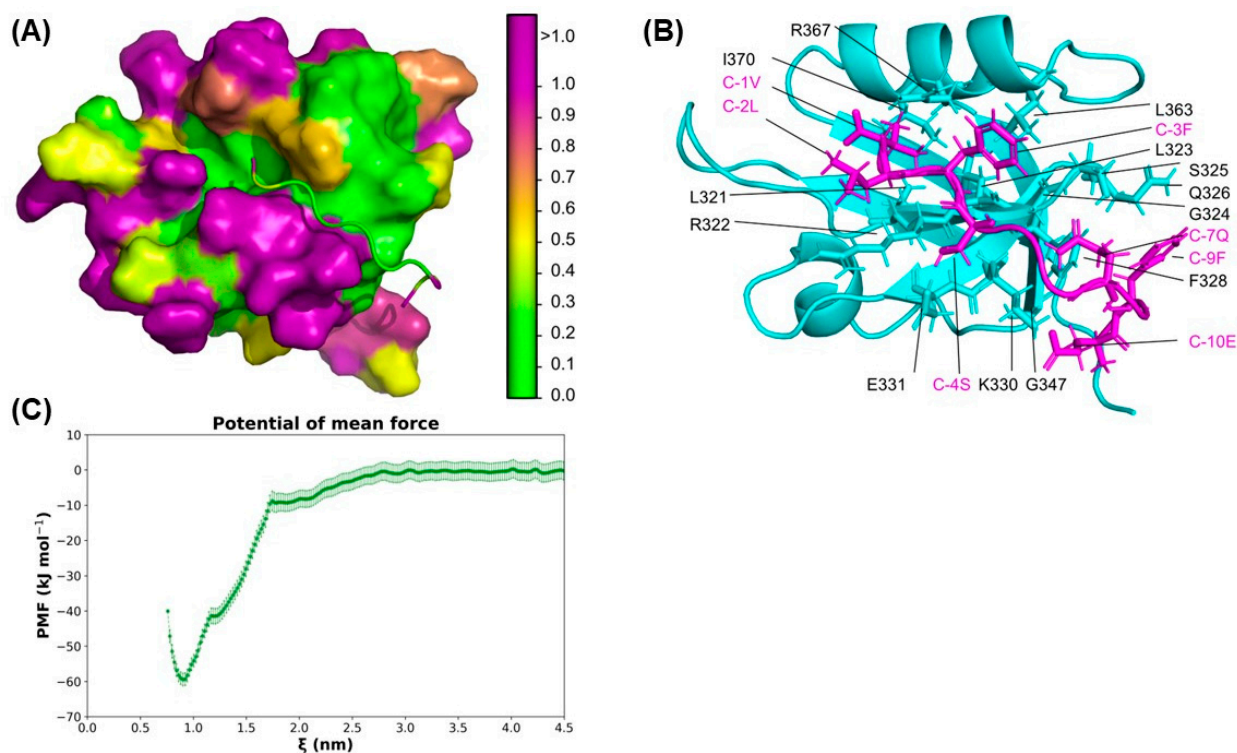 (A)
>1.0
1.0
0.9
0.8
0.7
0.6
0.5
0.4
0.3
0.2
0.1
0.0
(B)
R367
I370
C-1V
C-2L
L363
C-3F
L323
S325
Q326
G324
L321
R322
C-7Q
C-9F
F328
C-10E
E331
C-4S
K330
G347
(C)
Potential of mean force
PMF (kJ mol⁻¹)
10
0
−10
−20
−30
−40
−50
−60
−70
0.0
0.5
1.0
1.5
2.0
2.5
3.0
3.5
4.0
4.5
ξ (nm)